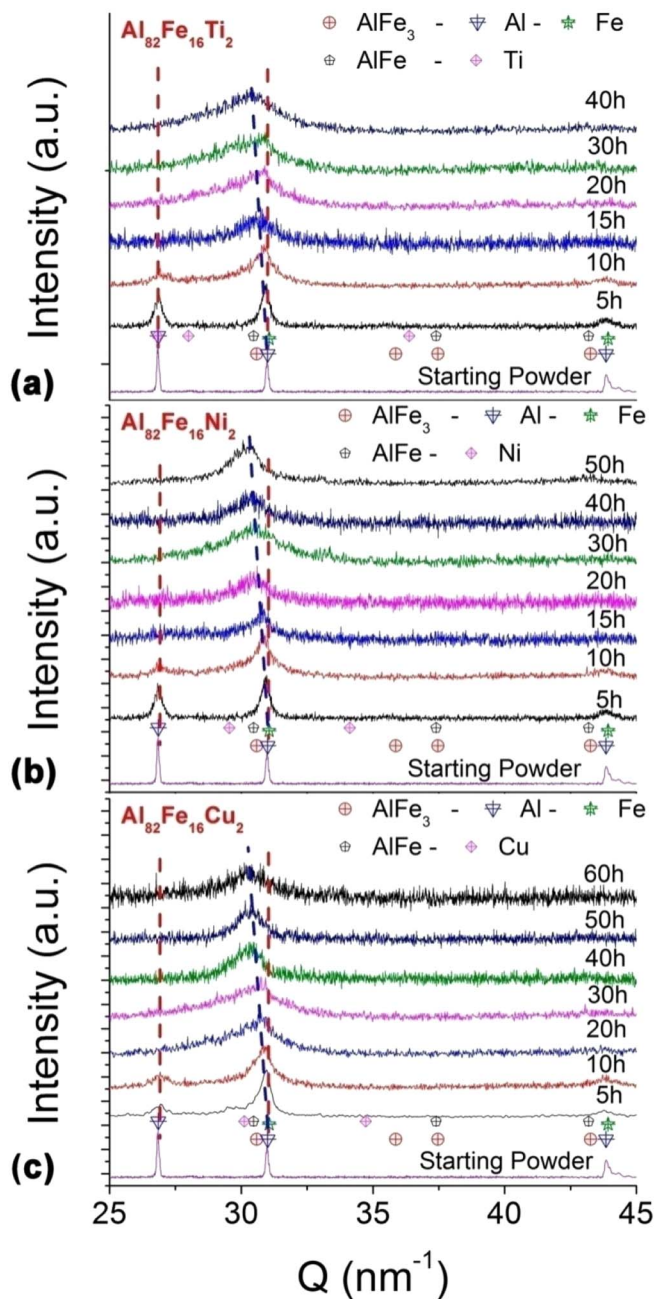 Intensity (a.u.)
(a)
Al₈₂Fe₁₆Ti₂
AlFe₃ - Al - Fe
AlFe - Ti
40h
30h
20h
15h
10h
5h
Starting Powder
Intensity (a.u.)
(b)
Al₈₂Fe₁₆Ni₂
AlFe₃ - Al - Fe
AlFe - Ni
50h
40h
30h
20h
15h
10h
5h
Starting Powder
Intensity (a.u.)
(c)
Al₈₂Fe₁₆Cu₂
AlFe₃ - Al - Fe
AlFe - Cu
60h
50h
40h
30h
20h
10h
5h
Starting Powder
25 30 35 40 45
Q (nm⁻¹)